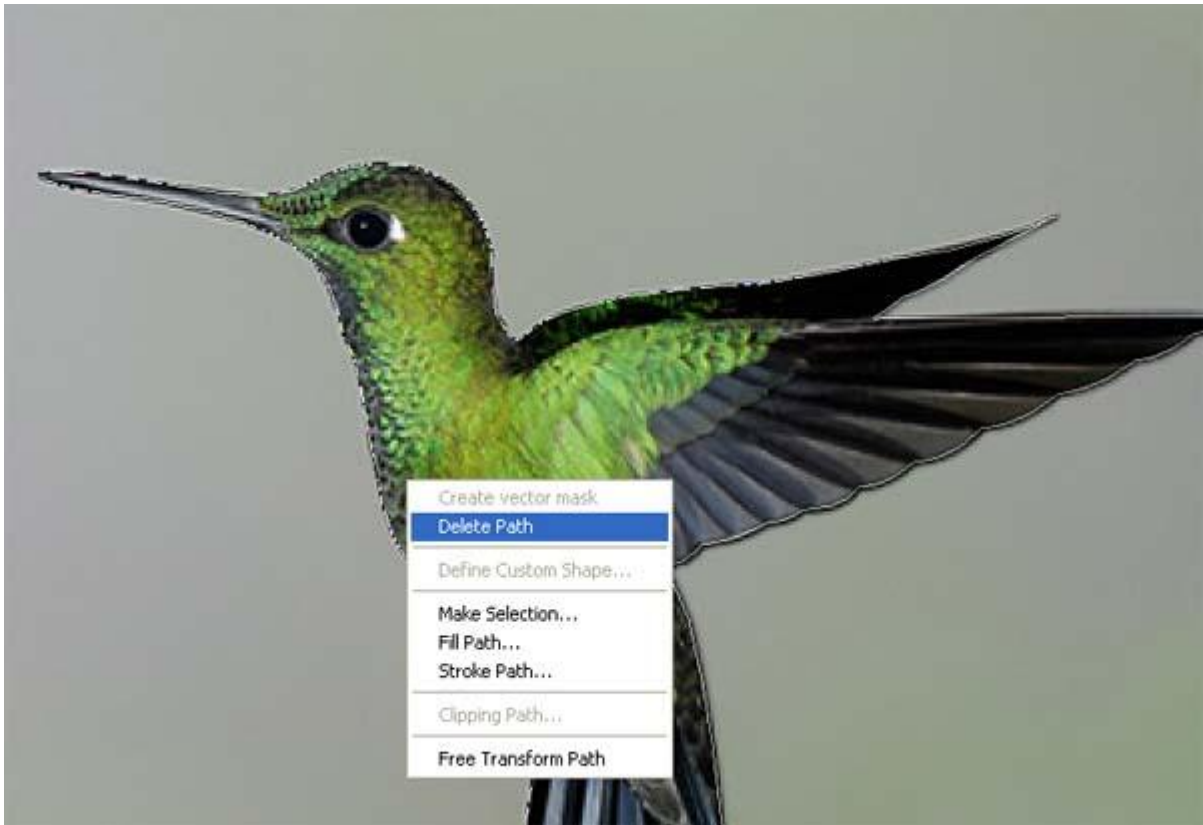 Create vector mask
Delete Path
Define Custom Shape...
Make Selection...
Fill Path...
Stroke Path...
Clipping Path...
Free Transform Path